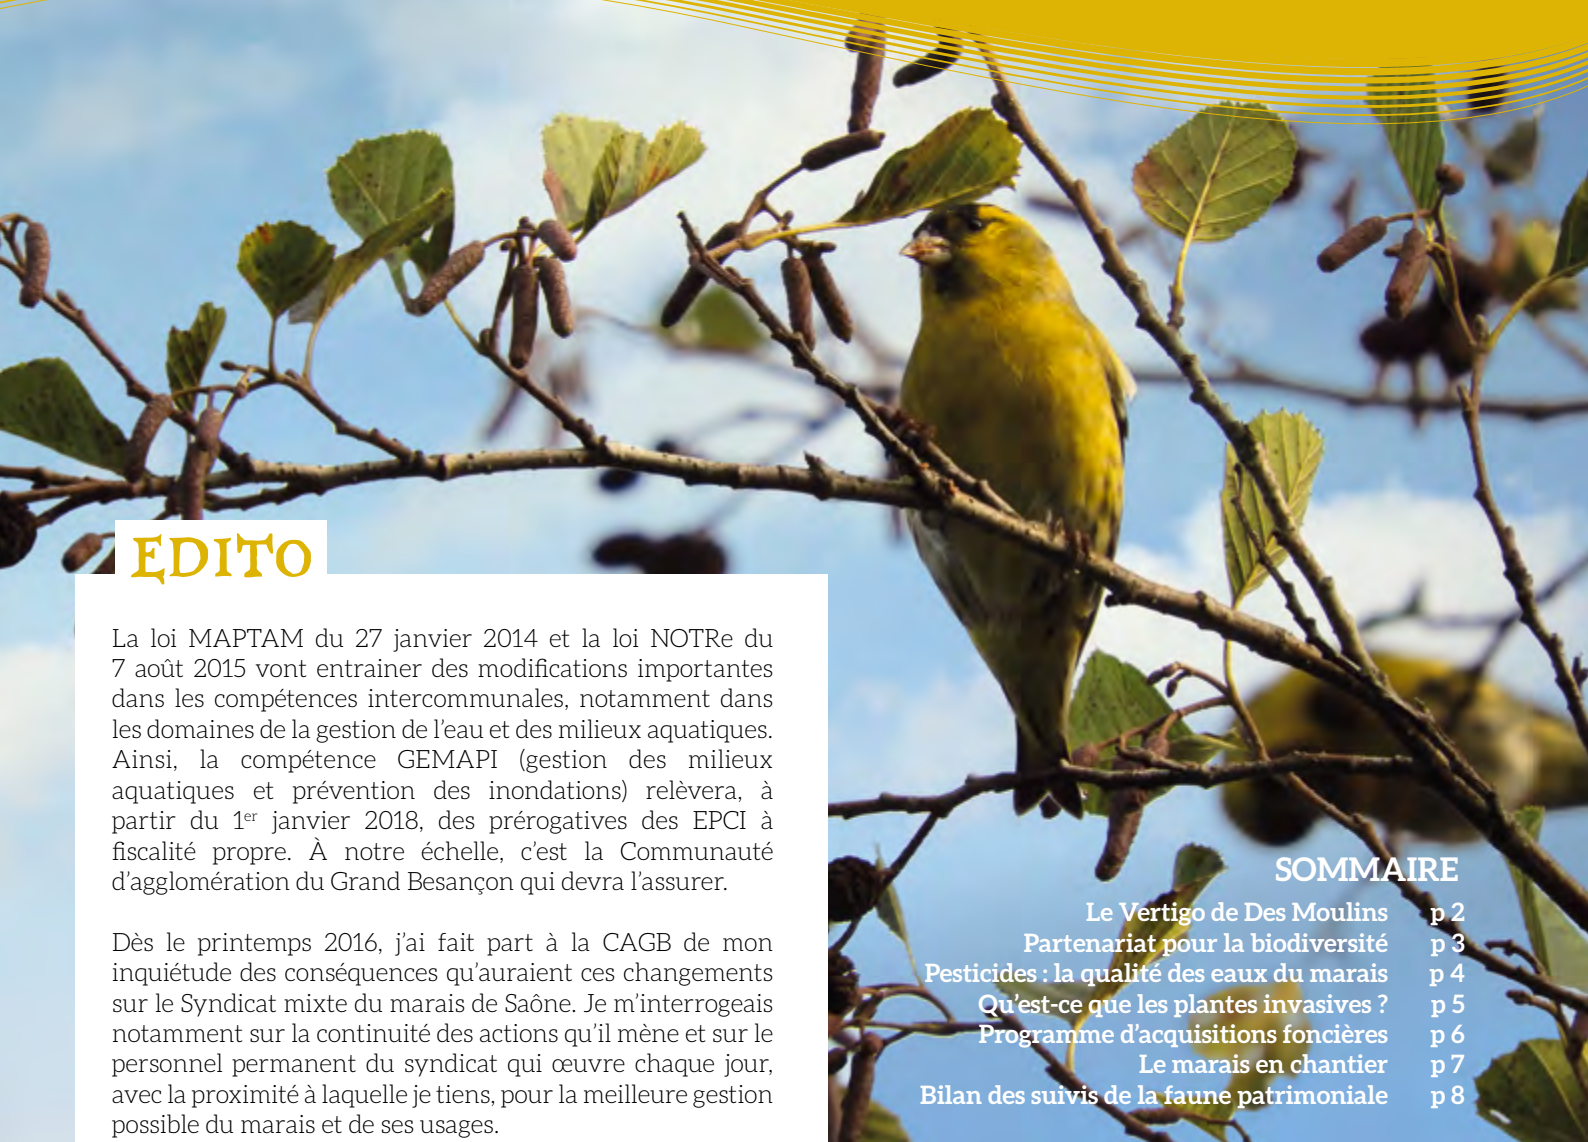 EDITO
La loi MAPTAM du 27 janvier 2014 et la loi NOTRe du
7 août 2015 vont entrainer des modifications importantes
dans les compétences intercommunales, notamment dans
les domaines de la gestion de l’eau et des milieux aquatiques.
Ainsi, la compétence GEMAPI (gestion des milieux
aquatiques et prévention des inondations) relèvera, à
partir du 1er janvier 2018, des prérogatives des EPCI à
fiscalité propre. À notre échelle, c’est la Communauté
d’agglomération du Grand Besançon qui devra l’assurer.
Dès le printemps 2016, j’ai fait part à la CAGB de mon
inquiétude des conséquences qu’auraient ces changements
sur le Syndicat mixte du marais de Saône. Je m’interrogeais
notamment sur la continuité des actions qu’il mène et sur le
personnel permanent du syndicat qui œuvre chaque jour,
avec la proximité à laquelle je tiens, pour la meilleure gestion
possible du marais et de ses usages.
SOMMAIRE
Le Vertigo de Des Moulins p 2
Partenariat pour la biodiversité p 3
Pesticides : la qualité des eaux du marais p 4
Qu’est-ce que les plantes invasives ? p 5
Programme d’acquisitions foncières p 6
Le marais en chantier p 7
Bilan des suivis de la faune patrimoniale p 8